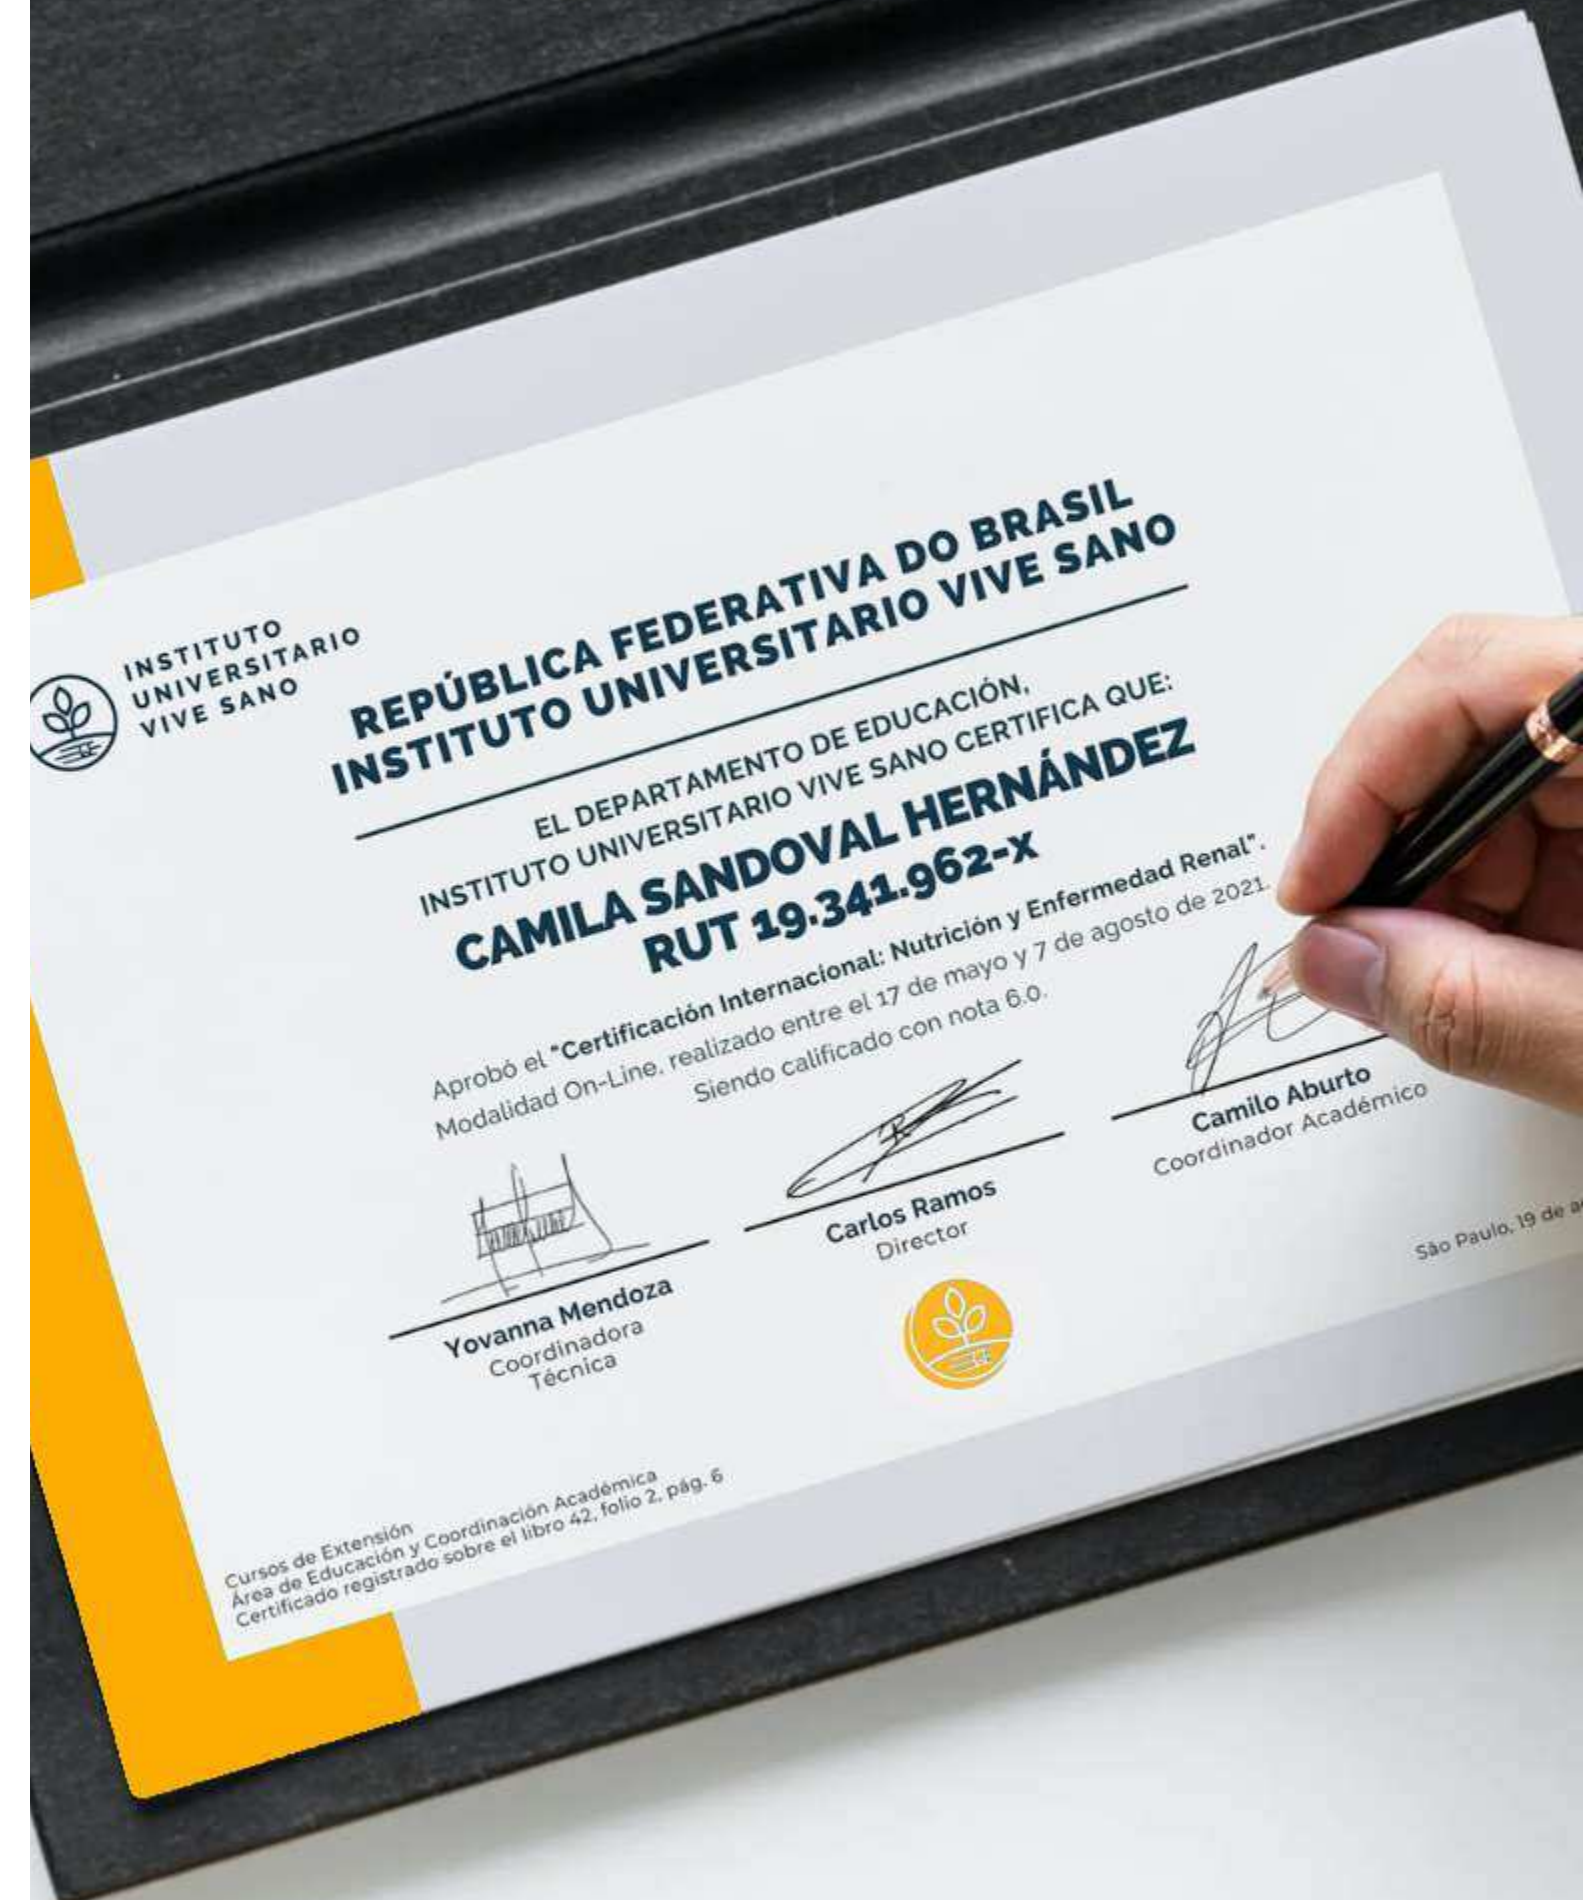 INSTITUTO
UNIVERSITARIO
VIVE SANO
REPÚBLICA FEDERATIVA DO BRASIL
INSTITUTO UNIVERSITARIO VIVE SANO
EL DEPARTAMENTO DE EDUCACIÓN,
INSTITUTO UNIVERSITARIO VIVE SANO CERTIFICA QUE:
CAMILA SANDOVAL HERNÁNDEZ
RUT 19.341.962-X
Aprobó el "Certificación Internacional: Nutrición y Enfermedad Renal".
Modalidad On-Line, realizado entre el 17 de mayo y 7 de agosto de 2021.
Siendo calificado con nota 6.0.
Yovanna Mendoza
Coordinadora
Técnica
Carlos Ramos
Director
Camilo Aburto
Coordinador Académico
São Paulo, 19 de
Cursos de Extensión
Área de Educación y Coordinación Académica
Certificado registrado sobre el libro 42, folio 2, pág. 6